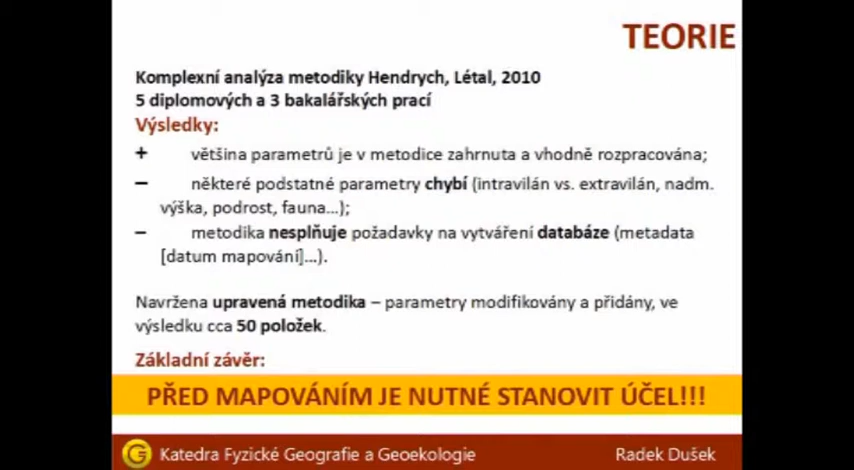 TEORIE
Komplexní analýza metodiky Hendrych, Létal, 2010
5 diplomových a 3 bakalářských prací
Výsledky:
+ většina parametrů je v metodice zahrnuta a vhodně rozpracována;
– některé podstatné parametry chybí (intravilán vs. extravilán, nadm.
výška, podrost, fauna...);
– metodika nesplňuje požadavky na vytváření databáze (metadata
[datum mapování]...).
Navržena upravená metodika – parametry modifikovány a přidány, ve
výsledku cca 50 položek.
Základní závěr:
PŘED MAPOVÁNÍM JE NUTNÉ STANOVIT ÚČEL!!!
G Katedra Fyzické Geografie a Geoekologie Radek Dušek